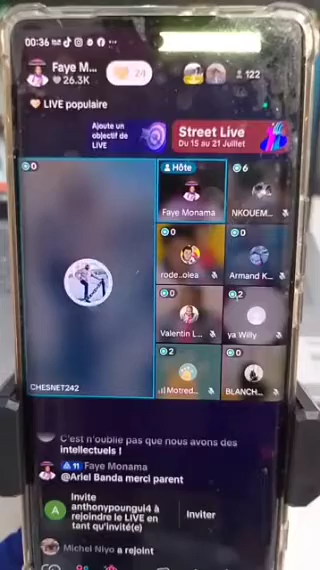 00:36
Faye M...
26.3K
24
122
LIVE populaire
Ajoute un
objectif de
LIVE
Street Live
Du 15 au 21 Juillet
0
Hôte
Faye Monama
6
NKOUEM...
0
rode..olea
0
Armand K...
0
Valentin L...
2
ya Willy
2
Motred...
0
BLANCH...
CHESNET242
C'est n'oublie pas que nous avons des
intellectuels !
11 Faye Monama
@Ariel Banda merci parent
A
Invite
anthonypoungui4 à
rejoindre le LIVE en
tant qu'invité(e)
Inviter
Michel Niyo a rejoint